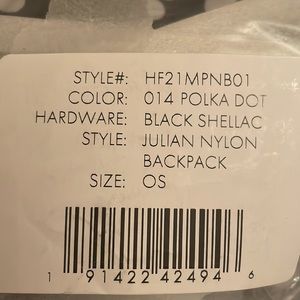 STYLE#: HF21MPNB01
COLOR: 014 POLKA DOT
HARDWARE: BLACK SHELLAC
STYLE: JULIAN NYLON
BACKPACK
SIZE: OS
1 91422 42494 6